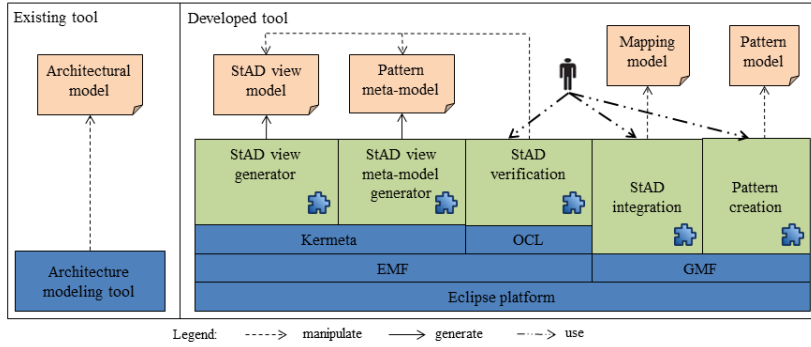 Existing tool
Developed tool
Architectural
model
StAD view
model
Pattern
meta-model
Mapping
model
Pattern
model
StAD view
generator
StAD view
meta-model
generator
StAD
verification
StAD
integration
Pattern
creation
Kermeta
OCL
Architecture
modeling tool
EMF
GMF
Eclipse platform
Legend: manipulate generate use